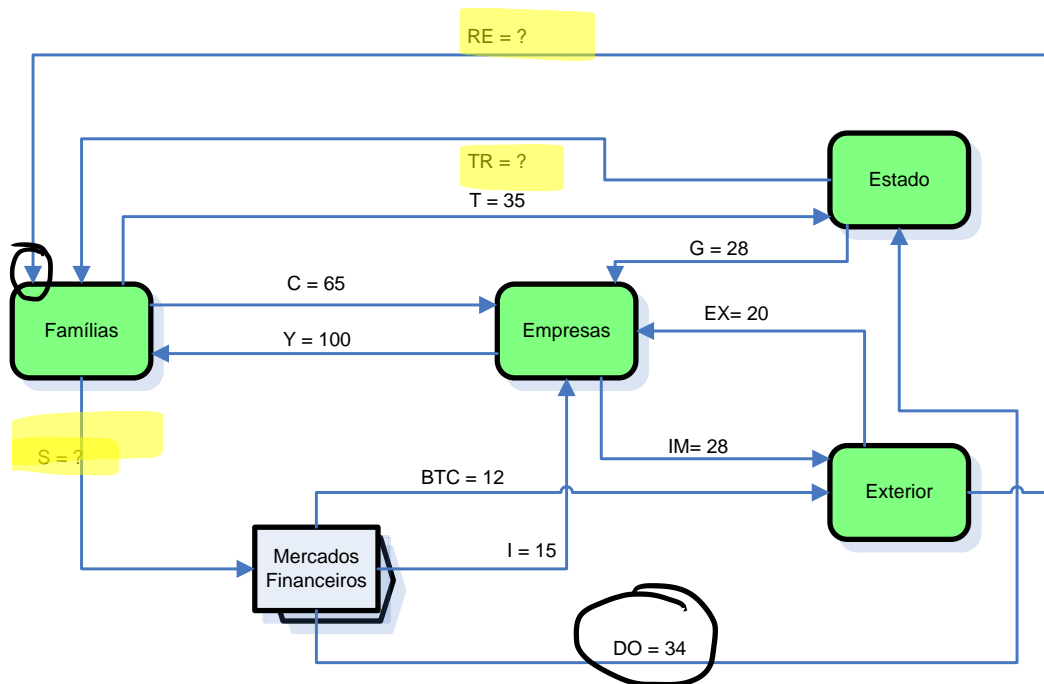 RE = ?
TR = ?
Estado
T = 35
G = 28
C = 65
EX= 20
Famílias
Empresas
Y = 100
S = ?
IM= 28
BTC = 12
Exterior
I = 15
Mercados
Financeiros
DO = 34